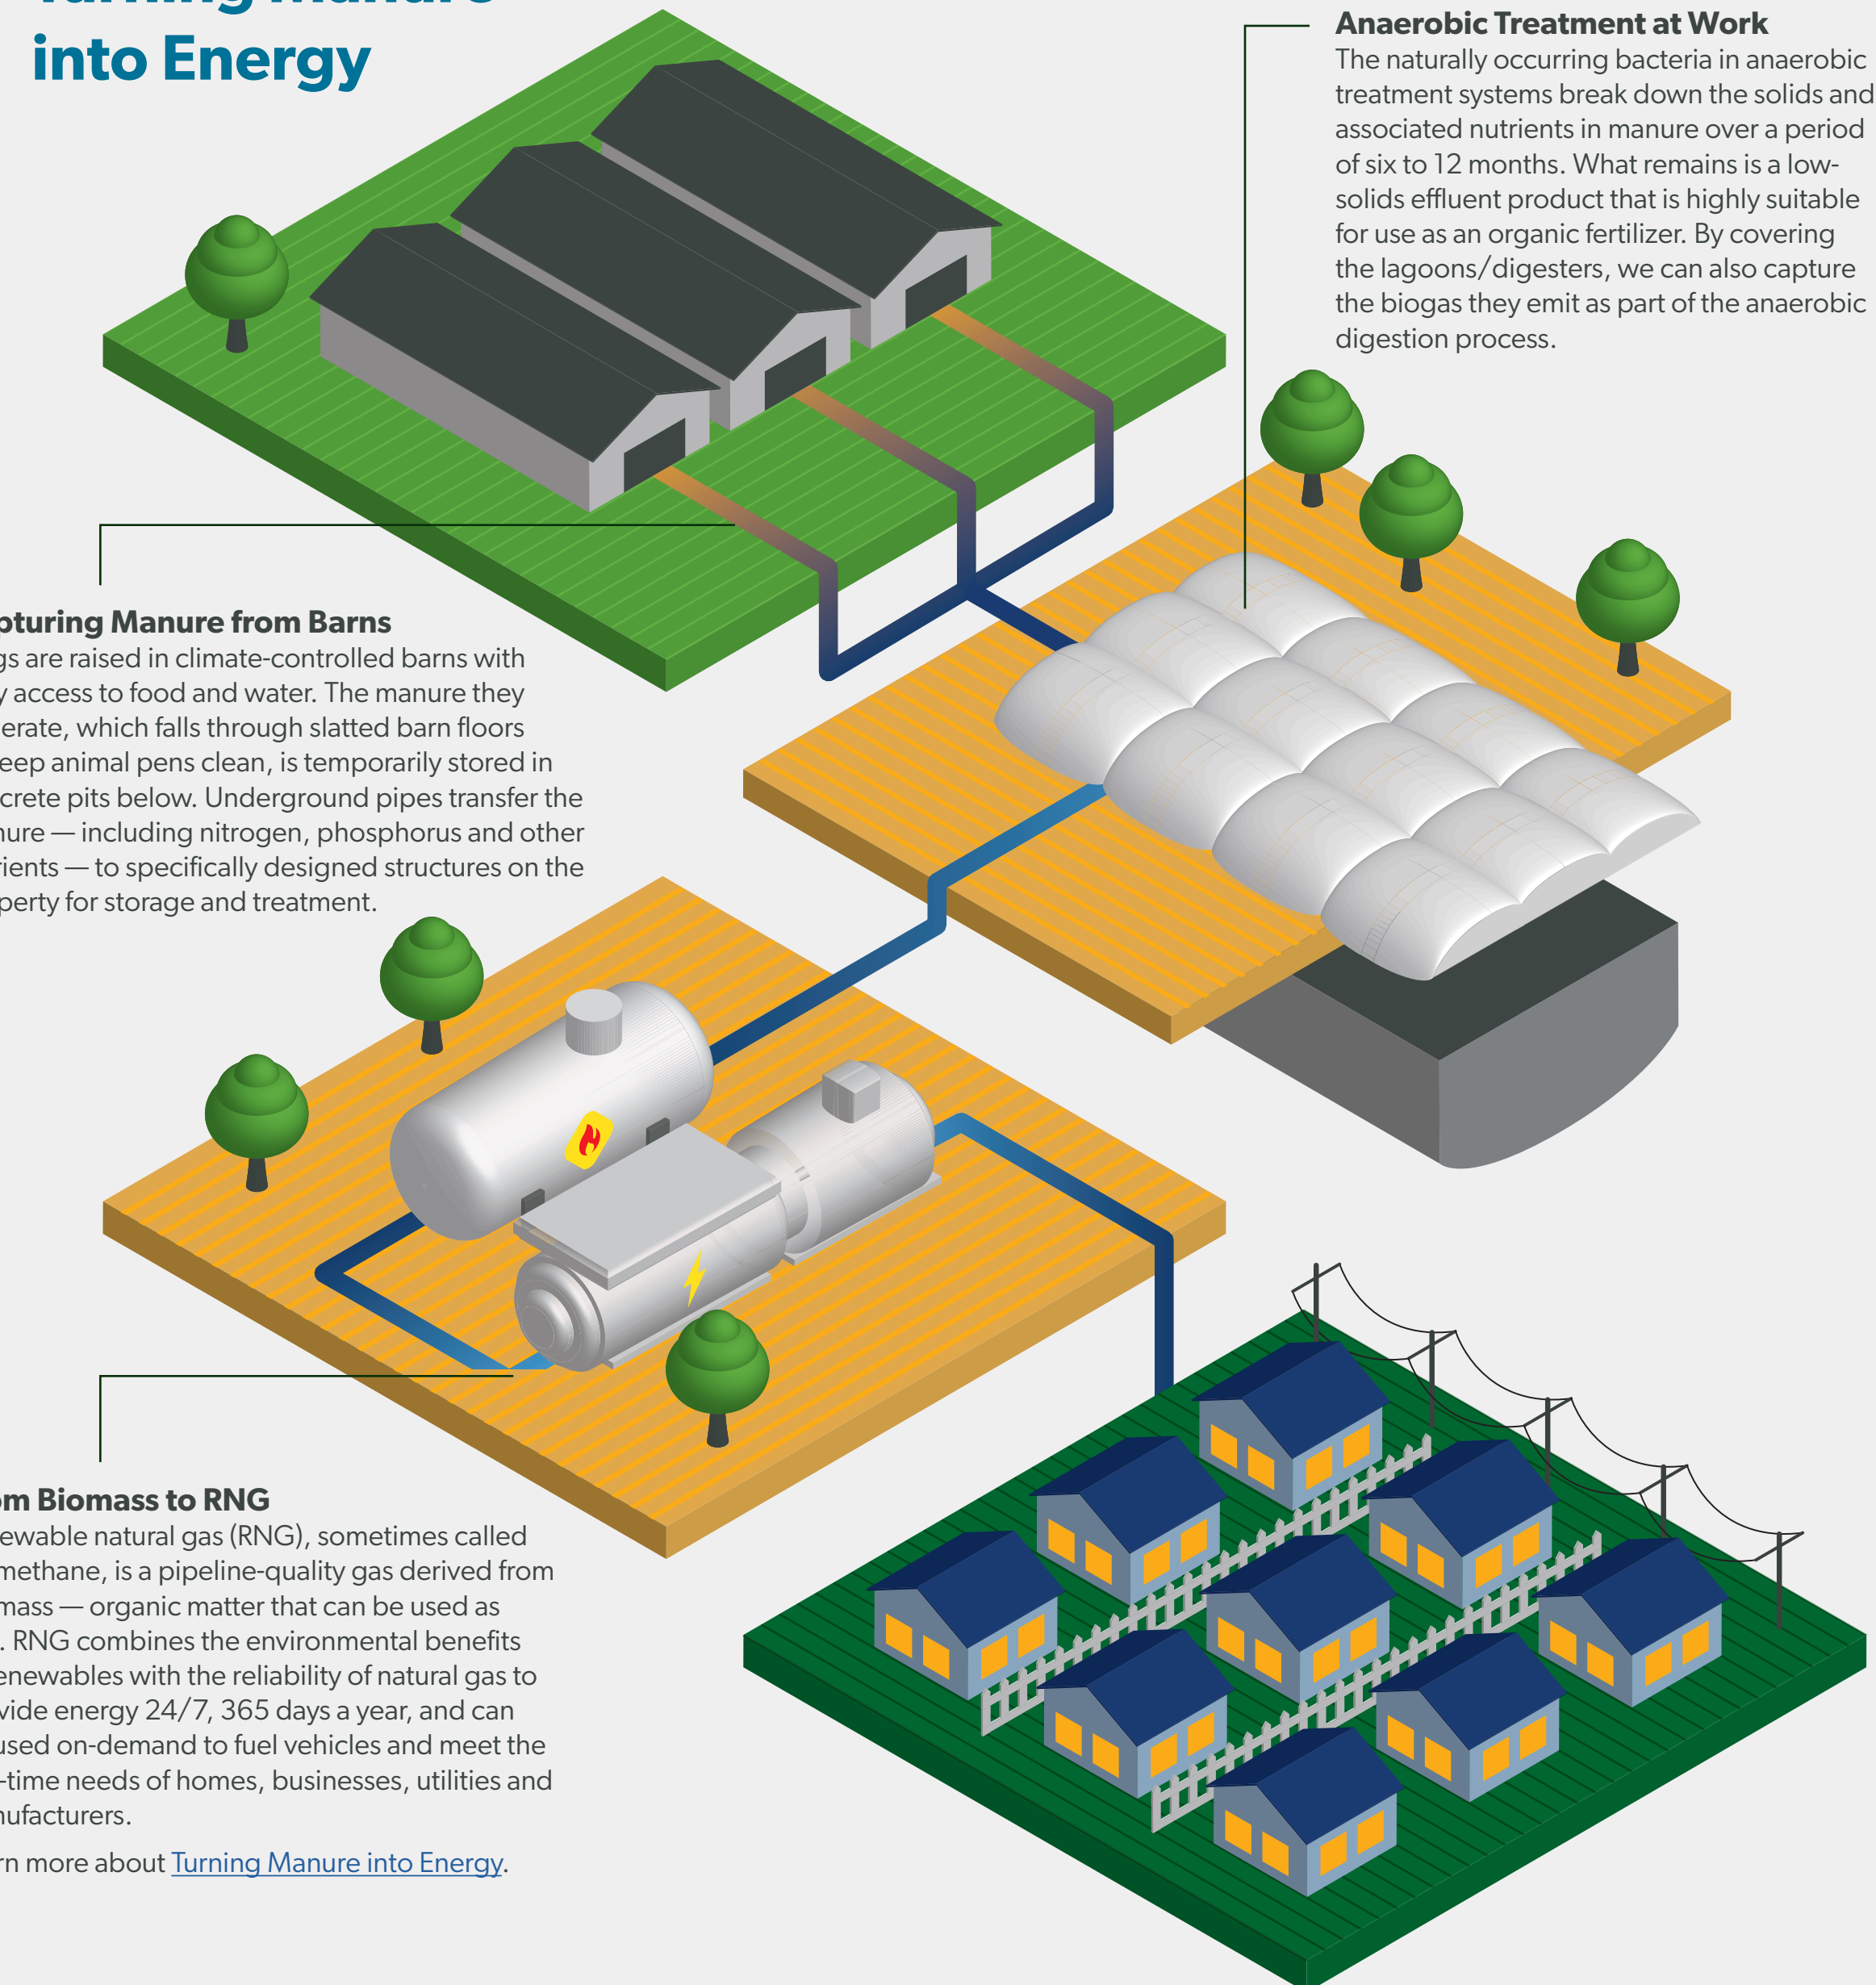 Turning Manure
into Energy
Anaerobic Treatment at Work
The naturally occurring bacteria in anaerobic
treatment systems break down the solids and
associated nutrients in manure over a period
of six to 12 months. What remains is a low-
solids effluent product that is highly suitable
for use as an organic fertilizer. By covering
the lagoons/digesters, we can also capture
the biogas they emit as part of the anaerobic
digestion process.
pturing Manure from Barns
gs are raised in climate-controlled barns with
y access to food and water. The manure they
erate, which falls through slatted barn floors
eep animal pens clean, is temporarily stored in
crete pits below. Underground pipes transfer the
nure — including nitrogen, phosphorus and other
rients — to specifically designed structures on the
perty for storage and treatment.
om Biomass to RNG
ewable natural gas (RNG), sometimes called
methane, is a pipeline-quality gas derived from
mass — organic matter that can be used as
. RNG combines the environmental benefits
enewables with the reliability of natural gas to
vide energy 24/7, 365 days a year, and can
used on-demand to fuel vehicles and meet the
-time needs of homes, businesses, utilities and
nufacturers.
rn more about Turning Manure into Energy.